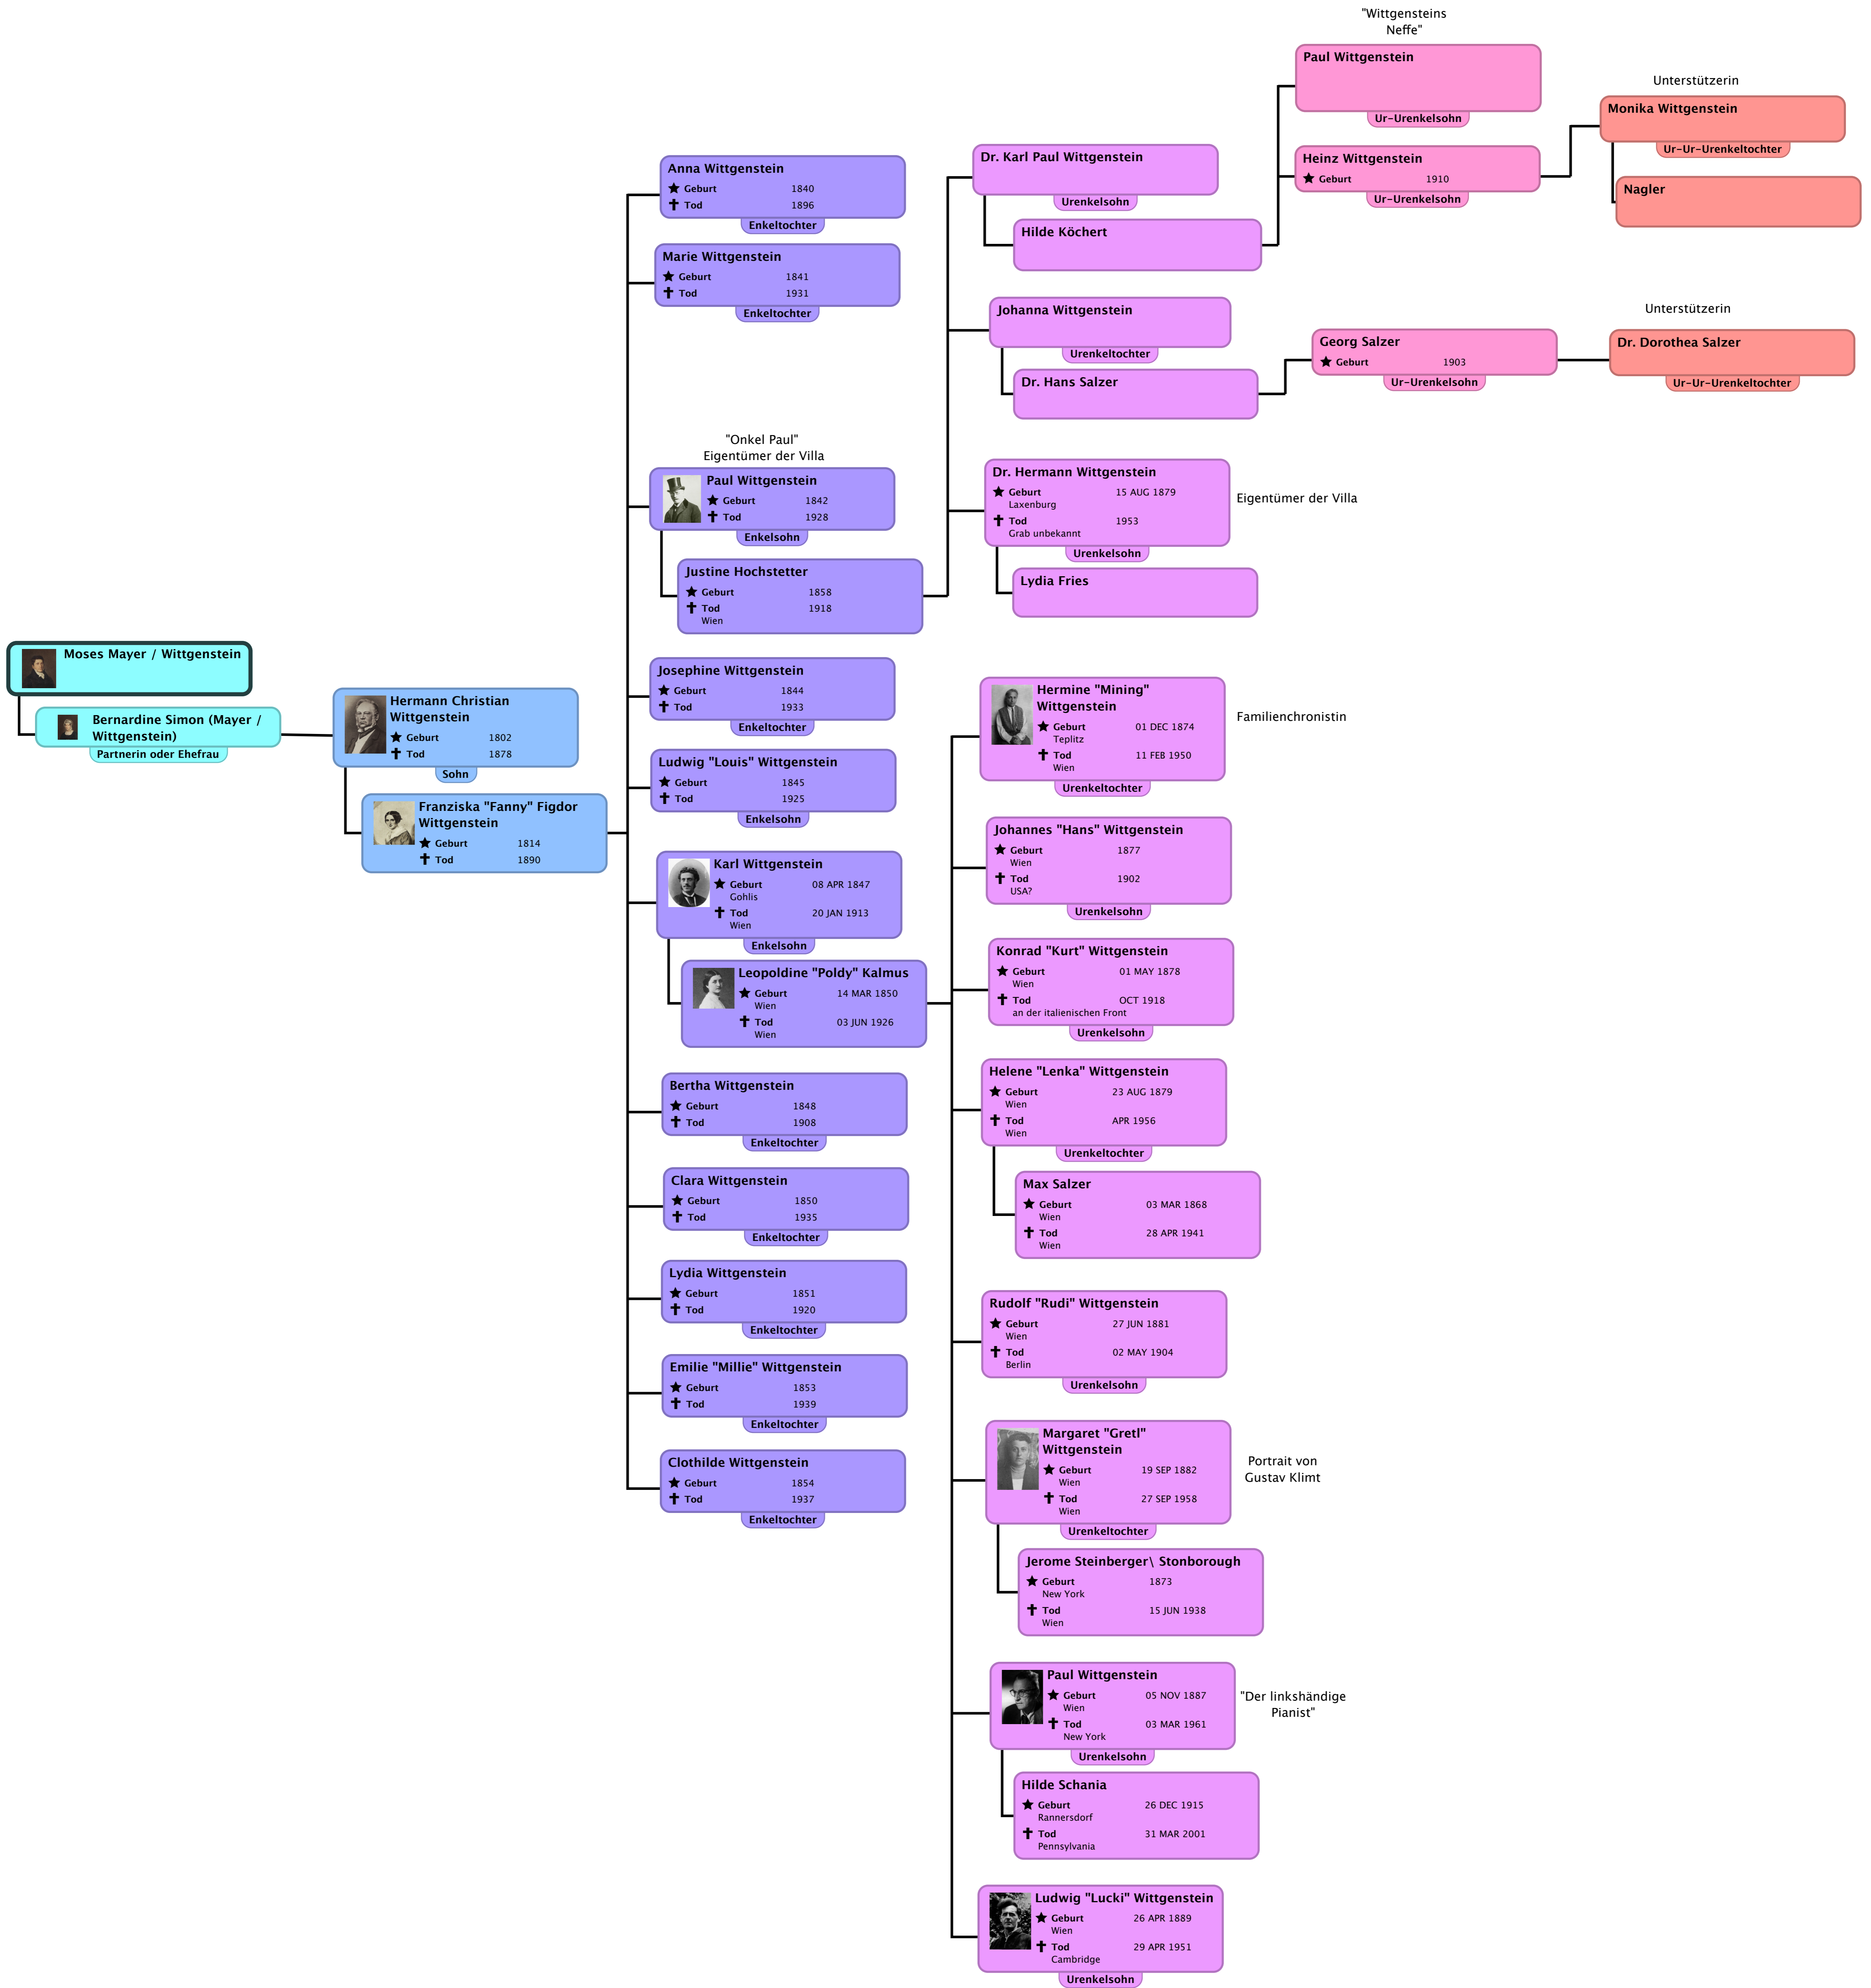 Moses Mayer / Wittgenstein
Bernardine Simon (Mayer /
Wittgenstein)
Partnerin oder Ehefrau
Hermann Christian
Wittgenstein
Geburt 1802
Tod 1878
Sohn
Franziska "Fanny" Figdor
Wittgenstein
Geburt 1814
Tod 1890
Anna Wittgenstein
Geburt 1840
Tod 1896
Enkeltochter
Marie Wittgenstein
Geburt 1841
Tod 1931
Enkeltochter
"Onkel Paul"
Eigentümer der Villa
Paul Wittgenstein
Geburt 1842
Tod 1928
Enkelsohn
Justine Hochstetter
Geburt 1858
Tod 1918
Wien
Josephine Wittgenstein
Geburt 1844
Tod 1933
Enkeltochter
Ludwig "Louis" Wittgenstein
Geburt 1845
Tod 1925
Enkelsohn
Karl Wittgenstein
Geburt 08 APR 1847
Gohlis
Tod 20 JAN 1913
Wien
Enkelsohn
Leopoldine "Poldy" Kalmus
Geburt 14 MAR 1850
Wien
Tod 03 JUN 1926
Wien
Bertha Wittgenstein
Geburt 1848
Tod 1908
Enkeltochter
Clara Wittgenstein
Geburt 1850
Tod 1935
Enkeltochter
Lydia Wittgenstein
Geburt 1851
Tod 1920
Enkeltochter
Emilie "Millie" Wittgenstein
Geburt 1853
Tod 1939
Enkeltochter
Clothilde Wittgenstein
Geburt 1854
Tod 1937
Enkeltochter
Dr. Karl Paul Wittgenstein
Urenkelsohn
Hilde Köchert
Johanna Wittgenstein
Urenkeltochter
Dr. Hans Salzer
Dr. Hermann Wittgenstein
Geburt 15 AUG 1879
Laxenburg
Tod 1953
Grab unbekannt
Urenkelsohn
Eigentümer der Villa
Lydia Fries
Hermine "Mining"
Wittgenstein
Geburt 01 DEC 1874
Teplitz
Tod 11 FEB 1950
Wien
Urenkeltochter
Familienchronistin
Johannes "Hans" Wittgenstein
Geburt 1877
Wien
Tod 1902
USA?
Urenkelsohn
Konrad "Kurt" Wittgenstein
Geburt 01 MAY 1878
Wien
Tod OCT 1918
an der italienischen Front
Urenkelsohn
Helene "Lenka" Wittgenstein
Geburt 23 AUG 1879
Wien
Tod APR 1956
Wien
Urenkeltochter
Max Salzer
Geburt 03 MAR 1868
Wien
Tod 28 APR 1941
Wien
Rudolf "Rudi" Wittgenstein
Geburt 27 JUN 1881
Wien
Tod 02 MAY 1904
Berlin
Urenkelsohn
Margaret "Gretl"
Wittgenstein
Geburt 19 SEP 1882
Wien
Tod 27 SEP 1958
Wien
Urenkeltochter
Portrait von
Gustav Klimt
Jerome Steinberger\ Stonborough
Geburt 1873
New York
Tod 15 JUN 1938
Wien
Paul Wittgenstein
Geburt 05 NOV 1887
Wien
Tod 03 MAR 1961
New York
Urenkelsohn
"Der linkshändige
Pianist"
Hilde Schania
Geburt 26 DEC 1915
Rannersdorf
Tod 31 MAR 2001
Pennsylvania
Ludwig "Lucki" Wittgenstein
Geburt 26 APR 1889
Wien
Tod 29 APR 1951
Cambridge
Urenkelsohn
"Wittgensteins
Neffe"
Paul Wittgenstein
Ur-Urenkelsohn
Heinz Wittgenstein
Geburt 1910
Ur-Urenkelsohn
Georg Salzer
Geburt 1903
Ur-Urenkelsohn
Unterstützerin
Monika Wittgenstein
Ur-Ur-Urenkeltochter
Nagler
Unterstützerin
Dr. Dorothea Salzer
Ur-Ur-Urenkeltochter